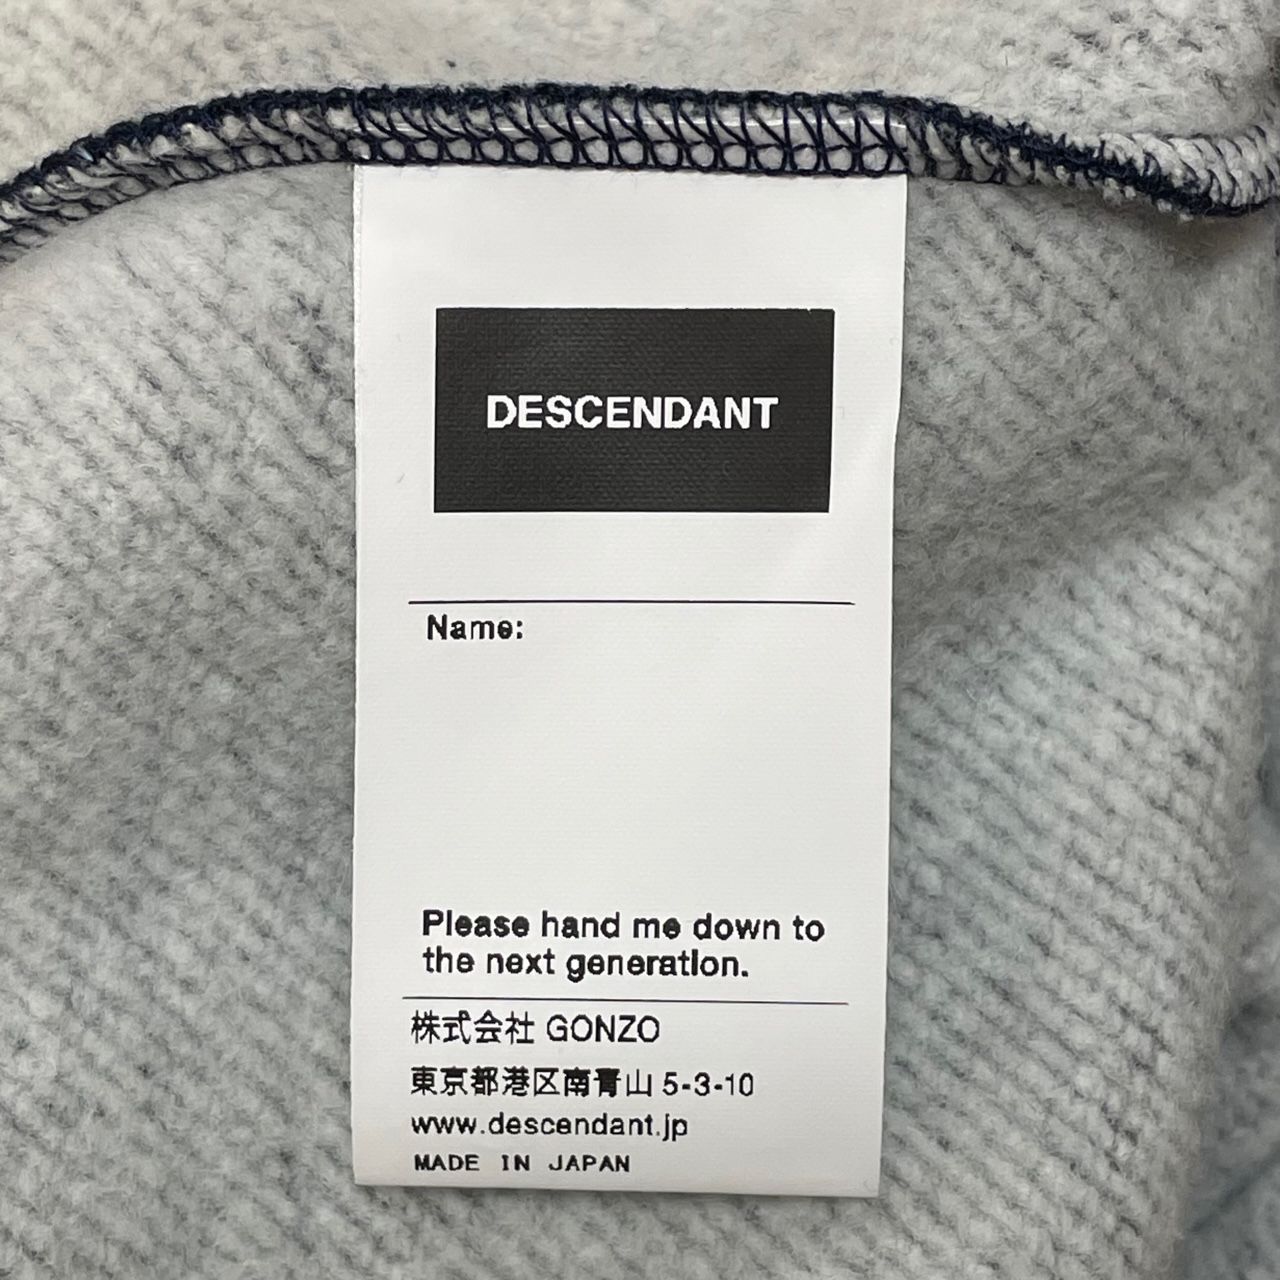 DESCENDANT
Name:
Please hand me down to
the next generation.
株式会社 GONZO
東京都港区南青山 5-3-10
www.descendant.jp
MADE IN JAPAN